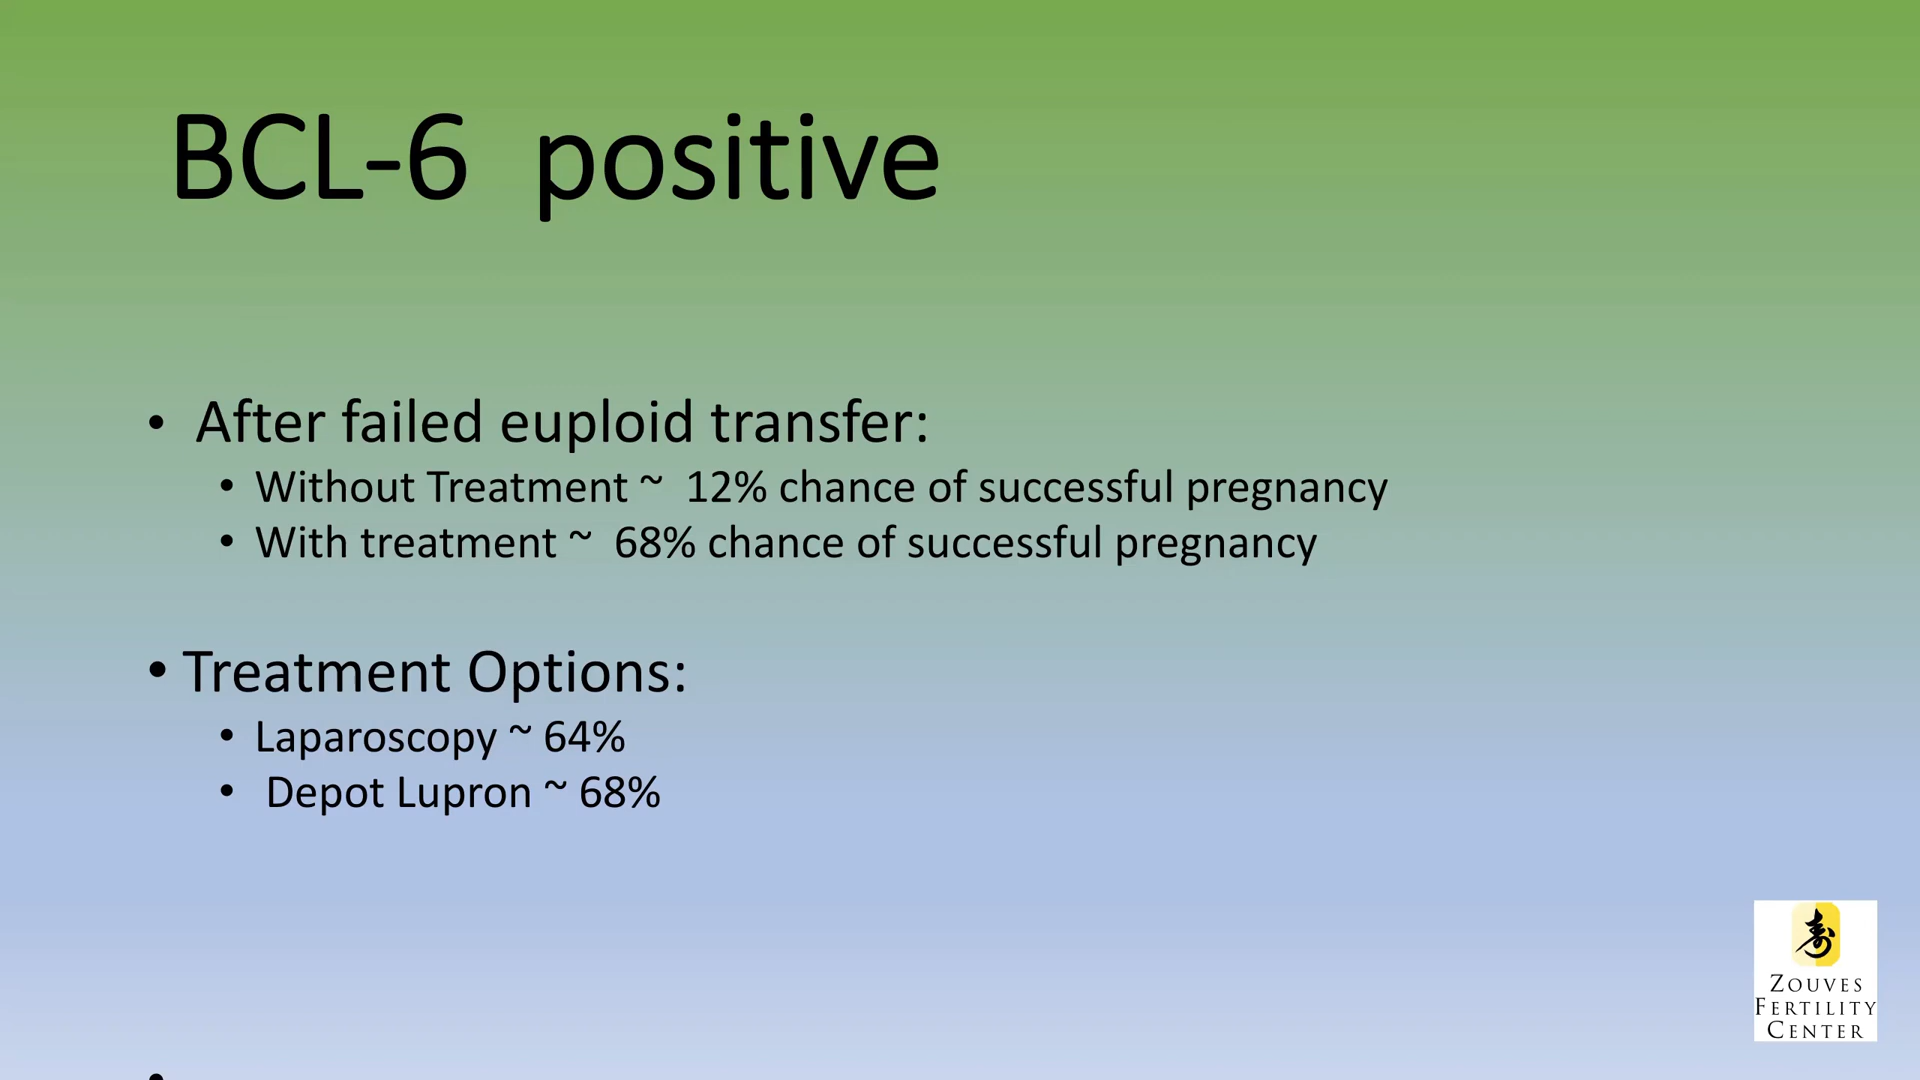 BCL-6 positive
• After failed euploid transfer:
• Without Treatment ~ 12% chance of successful pregnancy
• With treatment ~ 68% chance of successful pregnancy
• Treatment Options:
• Laparoscopy ~ 64%
• Depot Lupron ~ 68%
寿
ZOUVES
FERTILITY
CENTER